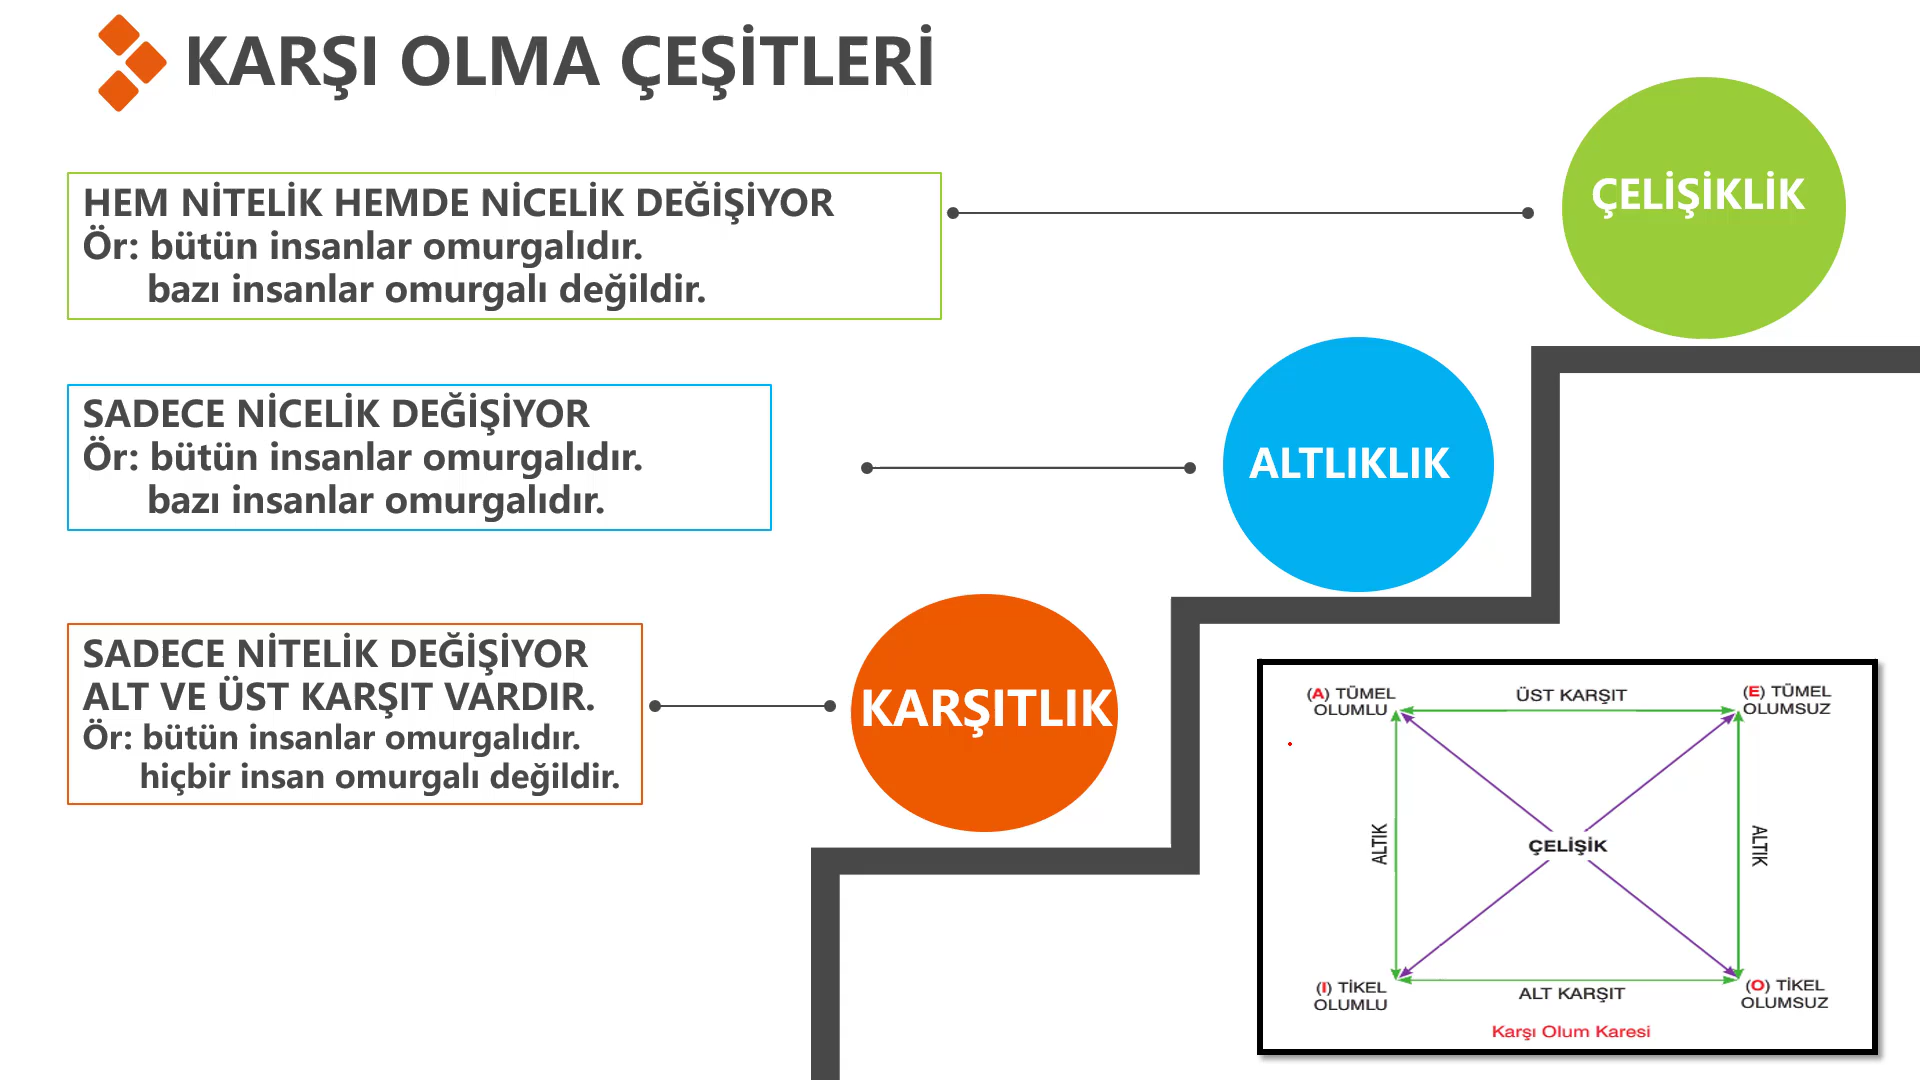 KARŞI OLMA ÇEŞİTLERİ
HEM NİTELİK HEMDE NİCELİK DEĞİŞİYOR
Ör: bütün insanlar omurgalıdır.
bazı insanlar omurgalı değildir.
ÇELİŞİKLİK
SADECE NİCELİK DEĞİŞİYOR
Ör: bütün insanlar omurgalıdır.
bazı insanlar omurgalıdır.
ALTLIKLIK
SADECE NİTELİK DEĞİŞİYOR
ALT VE ÜST KARŞIT VARDIR.
Ör: bütün insanlar omurgalıdır.
hiçbir insan omurgalı değildir.
KARŞITLIK
(A) TÜMEL
OLUMLU
ÜST KARŞIT
(E) TÜMEL
OLUMSUZ
ALTIK
ÇELİŞİK
ALTIK
(I) TİKEL
OLUMLU
ALT KARŞIT
(O) TİKEL
OLUMSUZ
Karşı Olum Karesi